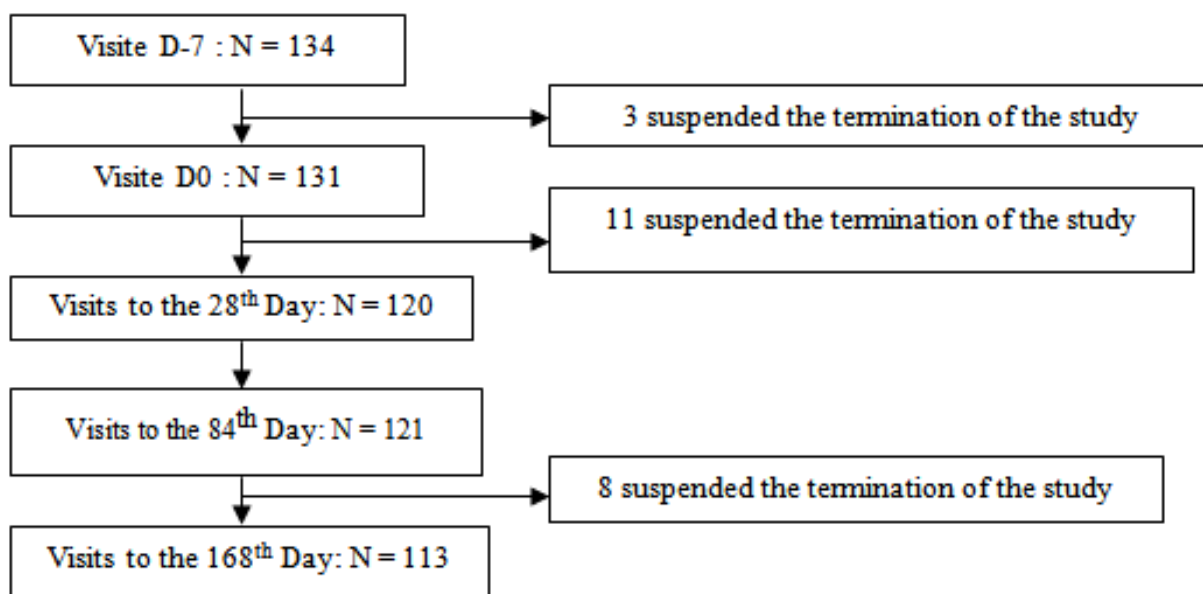 Visite D-7 : N = 134
3 suspended the termination of the study
Visite D0 : N = 131
11 suspended the termination of the study
Visits to the 28th Day: N = 120
Visits to the 84th Day: N = 121
8 suspended the termination of the study
Visits to the 168th Day: N = 113